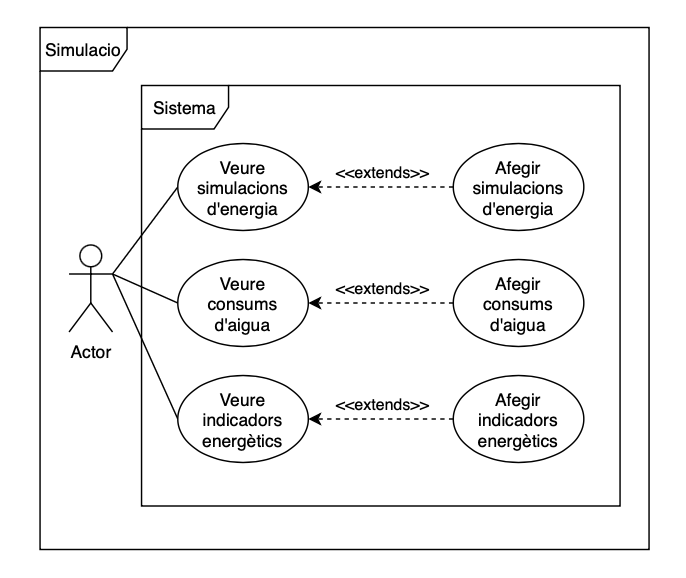 Simulacio
Sistema
Veure
simulacions
d'energia
<<extends>>
Afegir
simulacions
d'energia
Veure
consums
d'aigua
<<extends>>
Afegir
consums
d'aigua
Actor
Veure
indicadors
energètics
<<extends>>
Afegir
indicadors
energètics